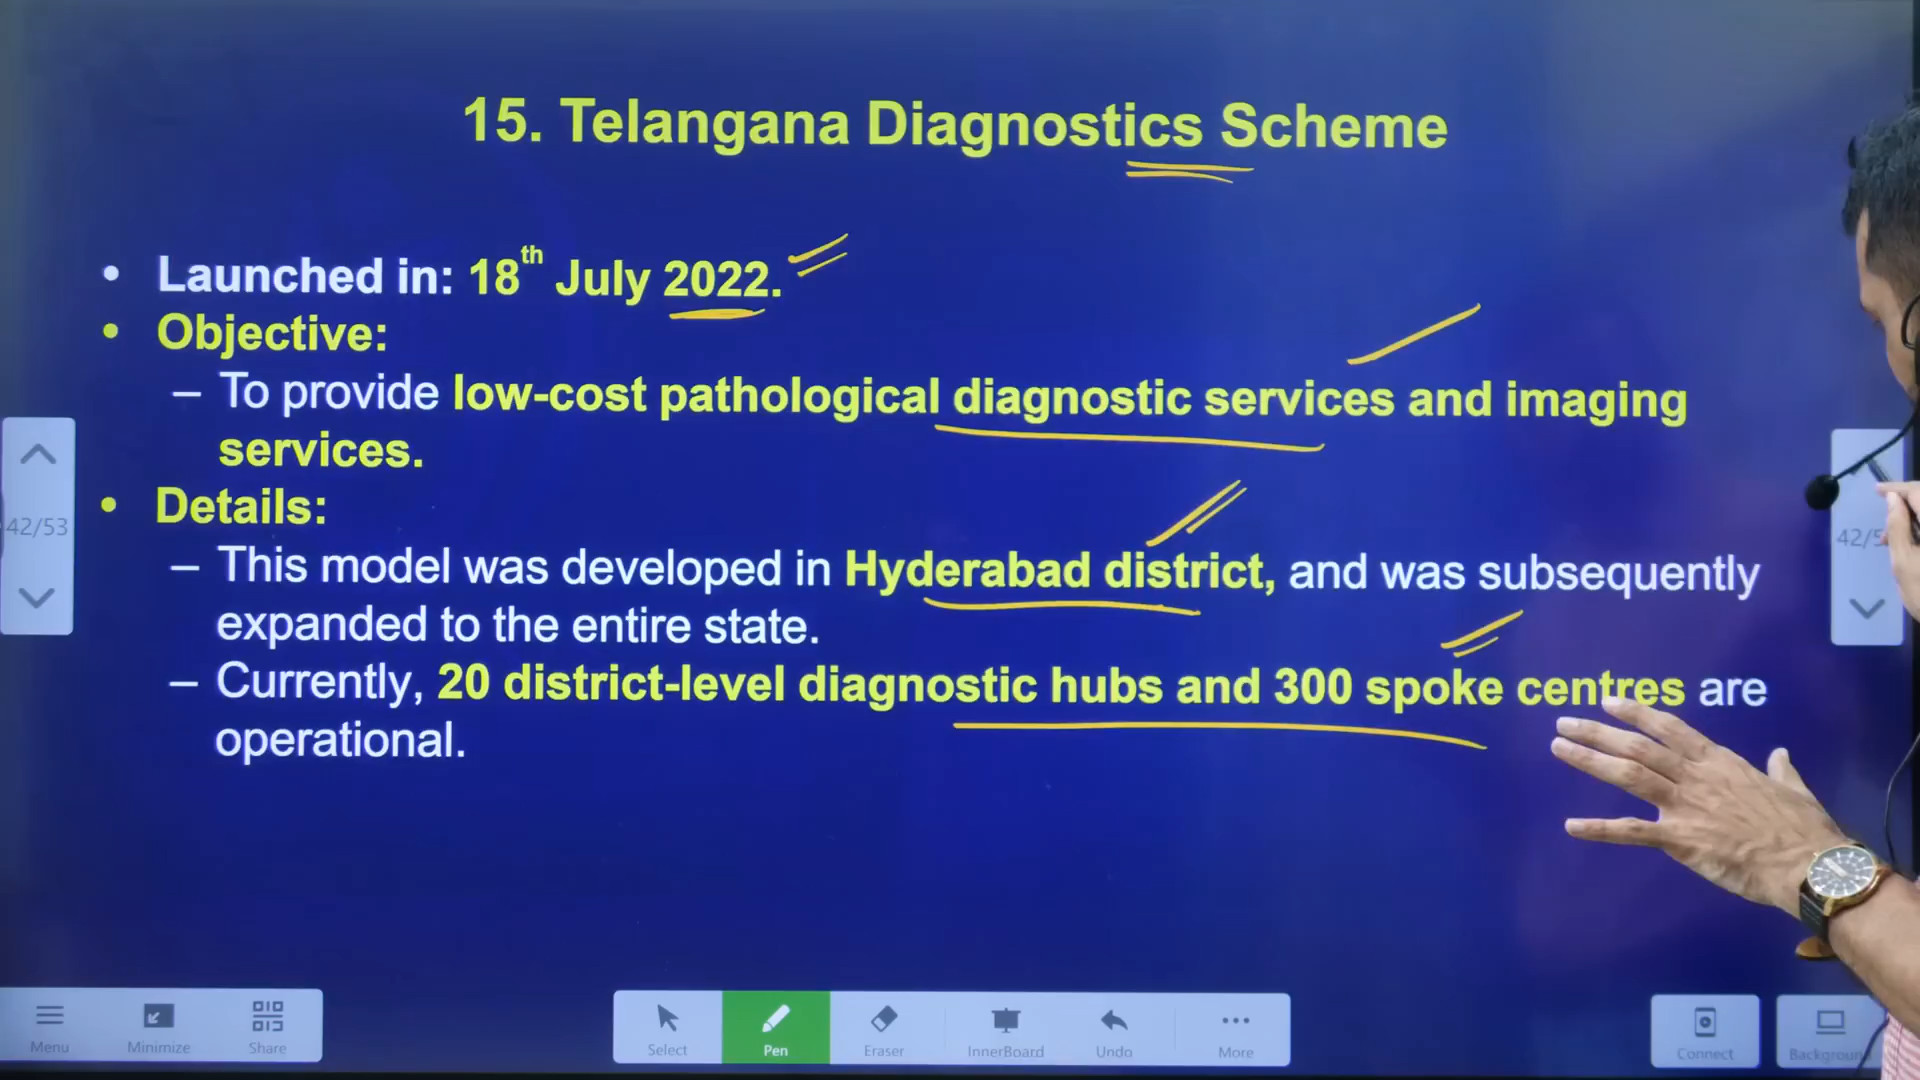 15. Telangana Diagnostics Scheme
• Launched in: 18th July 2022.
• Objective:
– To provide low-cost pathological diagnostic services and imaging
services.
• Details:
– This model was developed in Hyderabad district, and was subsequently
expanded to the entire state.
– Currently, 20 district-level diagnostic hubs and 300 spoke centres are
operational.
42/53
42/5
Menu Minimize Share Select Pen Eraser InnerBoard Undo More Connect Background